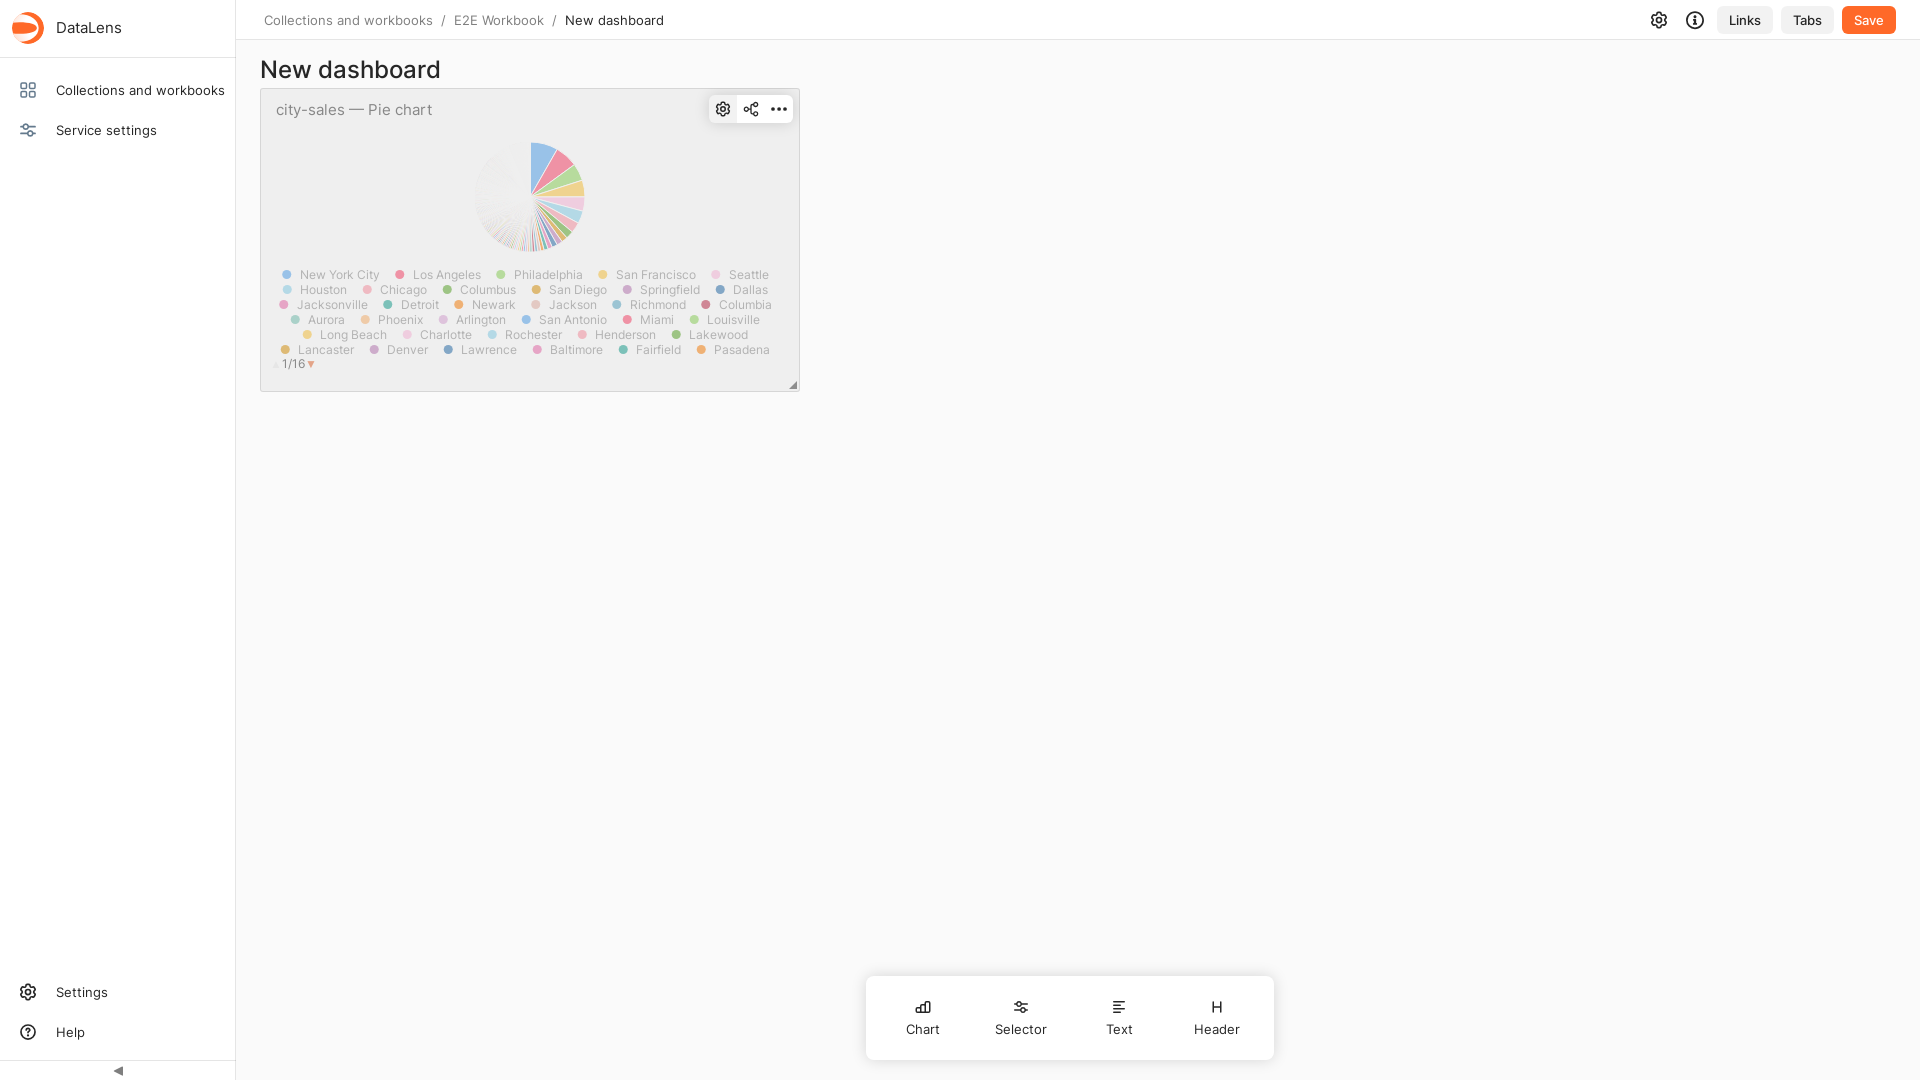 DataLens
Collections and workbooks / E2E Workbook / New dashboard
Links
Tabs
Save
Collections and workbooks
Service settings
New dashboard
city-sales — Pie chart
New York City Los Angeles Philadelphia San Francisco Seattle
Houston Chicago Columbus San Diego Springfield Dallas
Jacksonville Detroit Newark Jackson Richmond Columbia
Aurora Phoenix Arlington San Antonio Miami Louisville
Long Beach Charlotte Rochester Henderson Lakewood
Lancaster Denver Lawrence Baltimore Fairfield Pasadena
1/16
Chart
Selector
Text
Header
Settings
Help